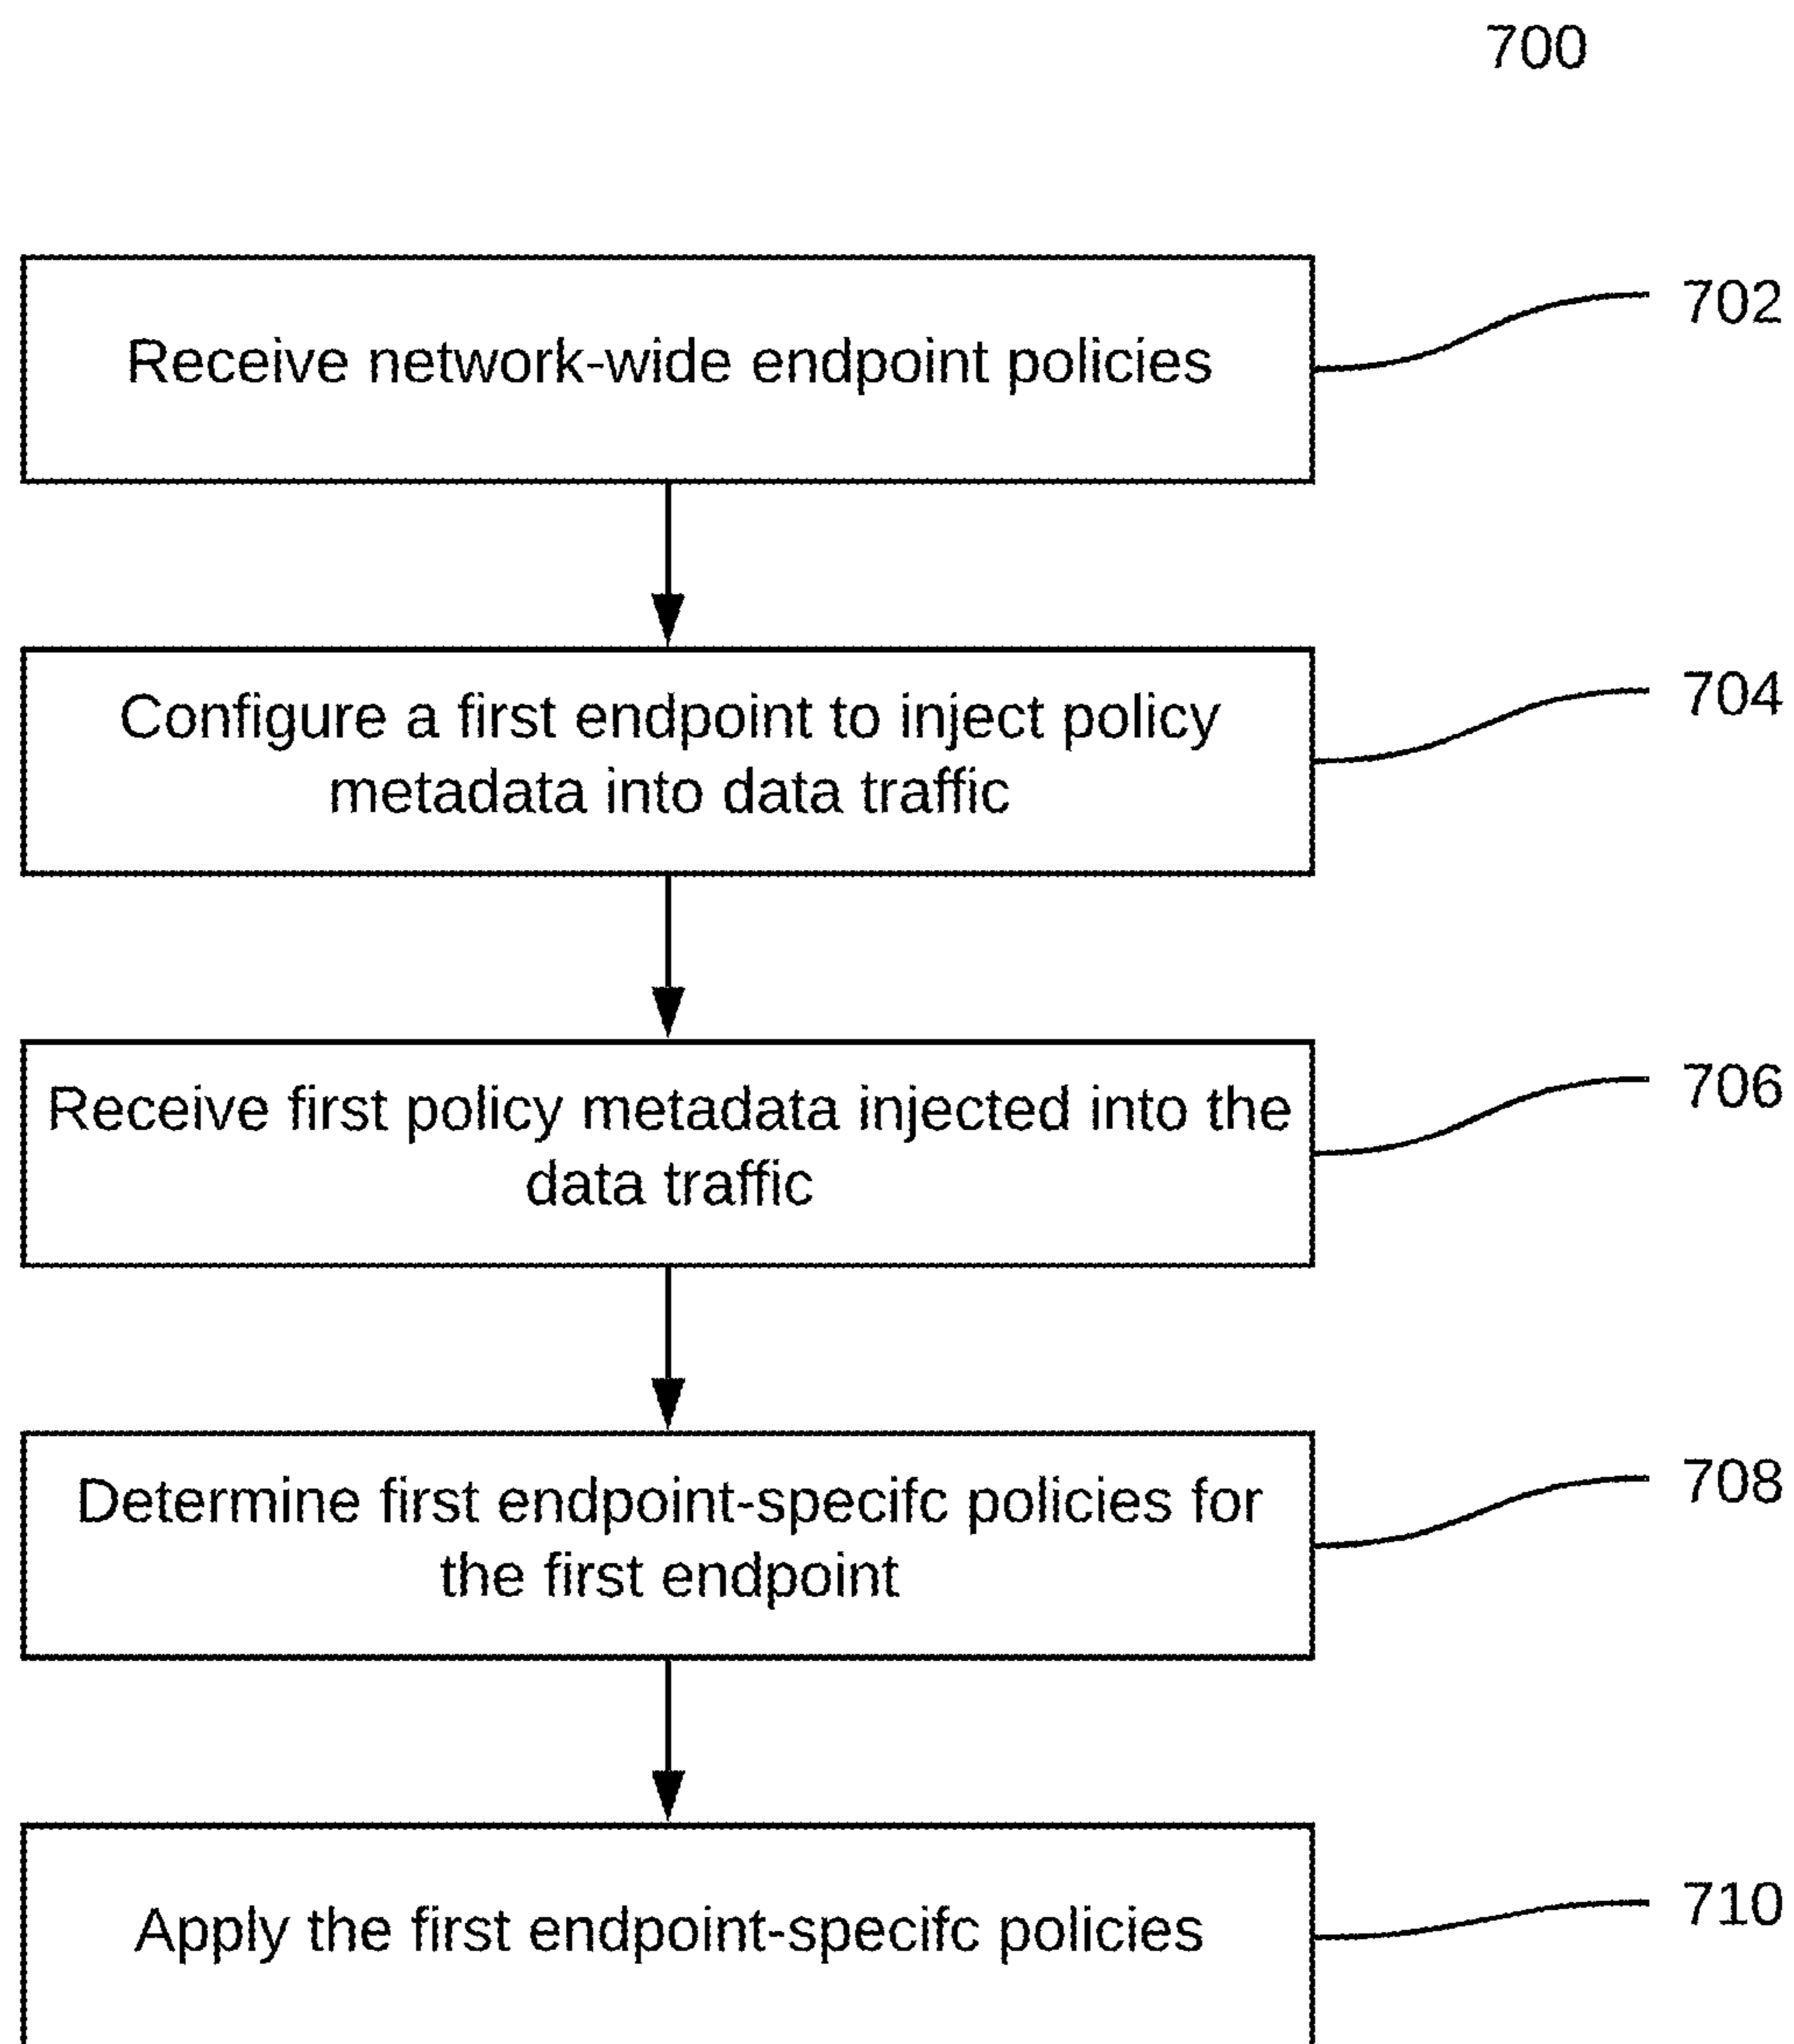 700
Receive network-wide endpoint policies
702
Configure a first endpoint to inject policy
metadata into data traffic
704
Receive first policy metadata injected into the
data traffic
706
Determine first endpoint-specifc policies for
the first endpoint
708
Apply the first endpoint-specifc policies
710